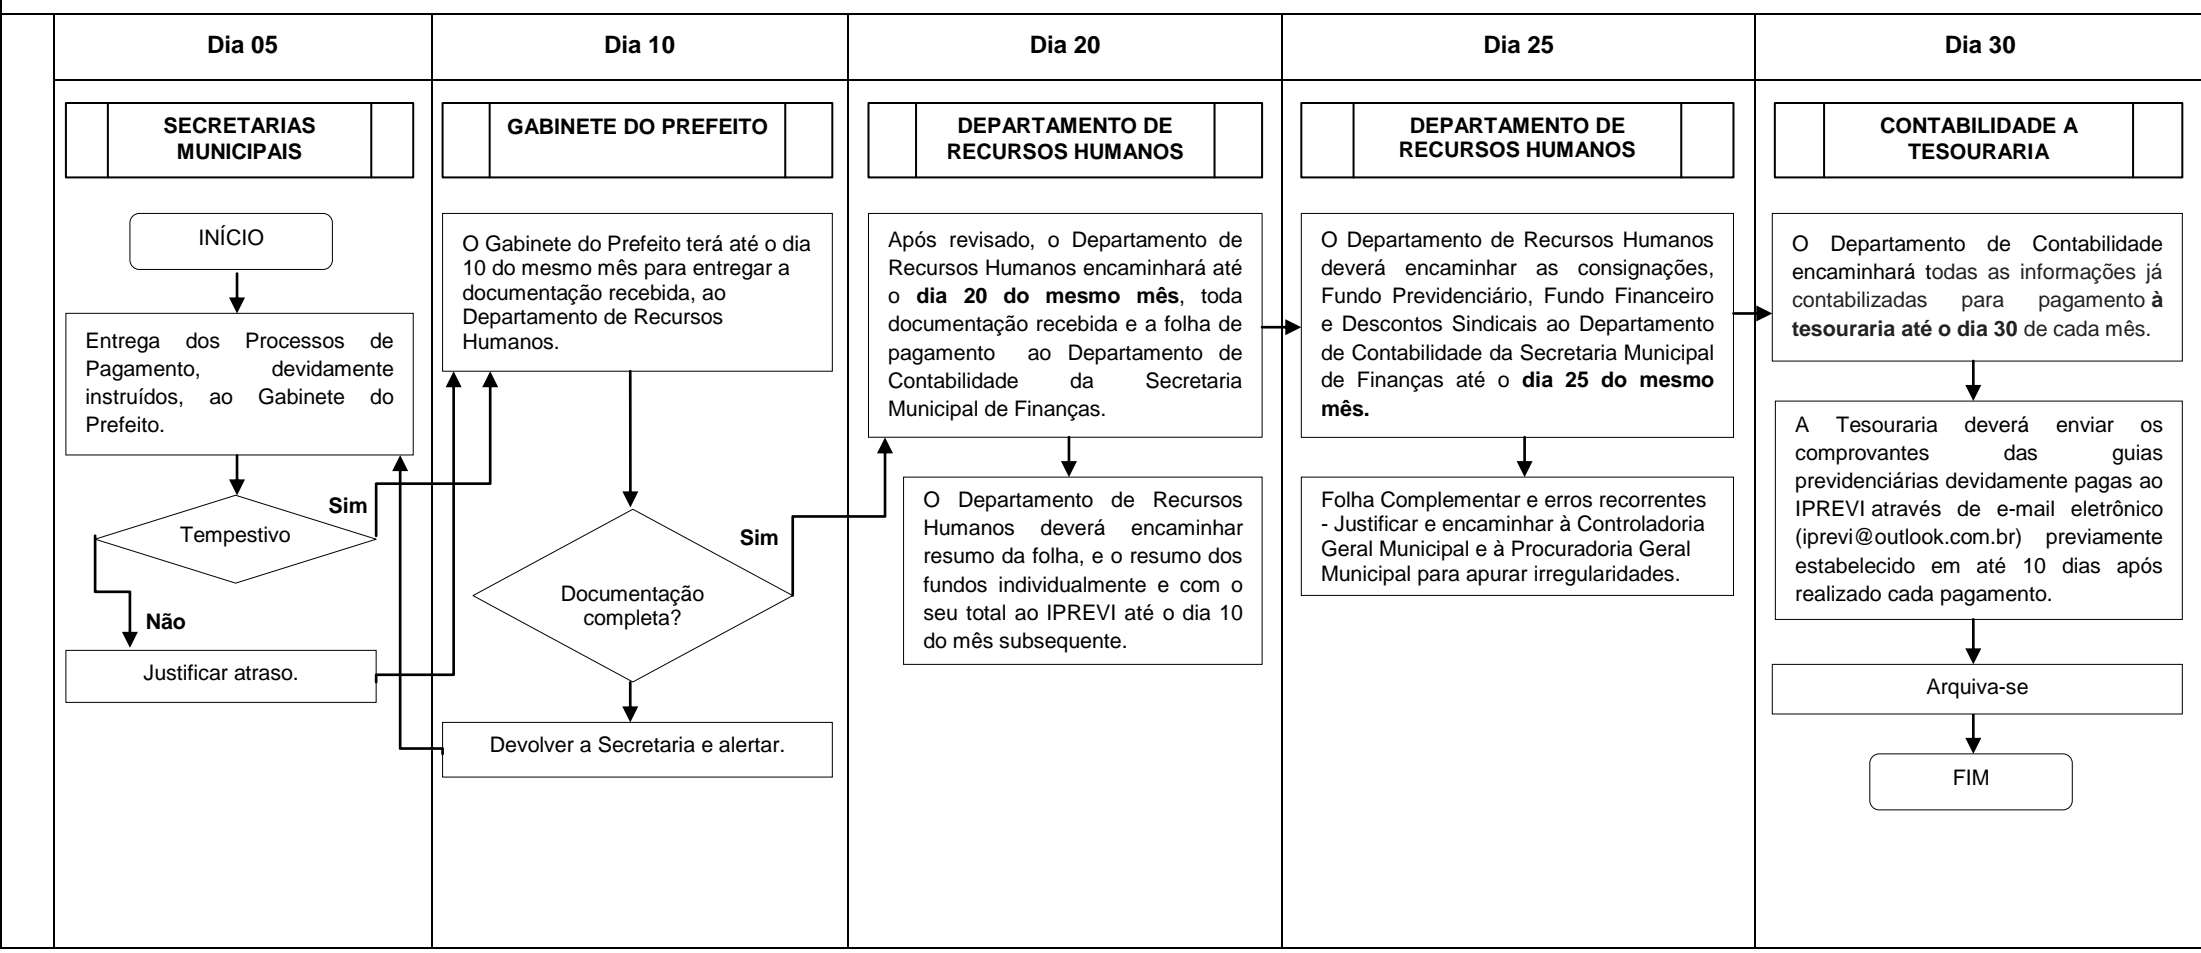 Dia 05
Dia 10
Dia 20
Dia 25
Dia 30
SECRETARIAS
MUNICIPAIS
GABINETE DO PREFEITO
DEPARTAMENTO DE
RECURSOS HUMANOS
DEPARTAMENTO DE
RECURSOS HUMANOS
CONTABILIDADE A
TESOURARIA
INÍCIO
Entrega dos Processos de
Pagamento, devidamente
instruídos, ao Gabinete do
Prefeito.
Tempestivo
Sim
Não
Justificar atraso.
O Gabinete do Prefeito terá até o dia
10 do mesmo mês para entregar a
documentação recebida, ao
Departamento de Recursos
Humanos.
Documentação
completa?
Sim
Devolver a Secretaria e alertar.
Após revisado, o Departamento de
Recursos Humanos encaminhará até
o dia 20 do mesmo mês, toda
documentação recebida e a folha de
pagamento ao Departamento de
Contabilidade da Secretaria
Municipal de Finanças.
O Departamento de Recursos
Humanos deverá encaminhar
resumo da folha, e o resumo dos
fundos individualmente e com o
seu total ao IPREVI até o dia 10
do mês subsequente.
O Departamento de Recursos Humanos
deverá encaminhar as consignações,
Fundo Previdenciário, Fundo Financeiro
e Descontos Sindicais ao Departamento
de Contabilidade da Secretaria Municipal
de Finanças até o dia 25 do mesmo
mês.
Folha Complementar e erros recorrentes
- Justificar e encaminhar à Controladoria
Geral Municipal e à Procuradoria Geral
Municipal para apurar irregularidades.
O Departamento de Contabilidade
encaminhará todas as informações já
contabilizadas para pagamento à
tesouraria até o dia 30 de cada mês.
A Tesouraria deverá enviar os
comprovantes das guias
previdenciárias devidamente pagas ao
IPREVI através de e-mail eletrônico
(iprevi@outlook.com.br) previamente
estabelecido em até 10 dias após
realizado cada pagamento.
Arquiva-se
FIM